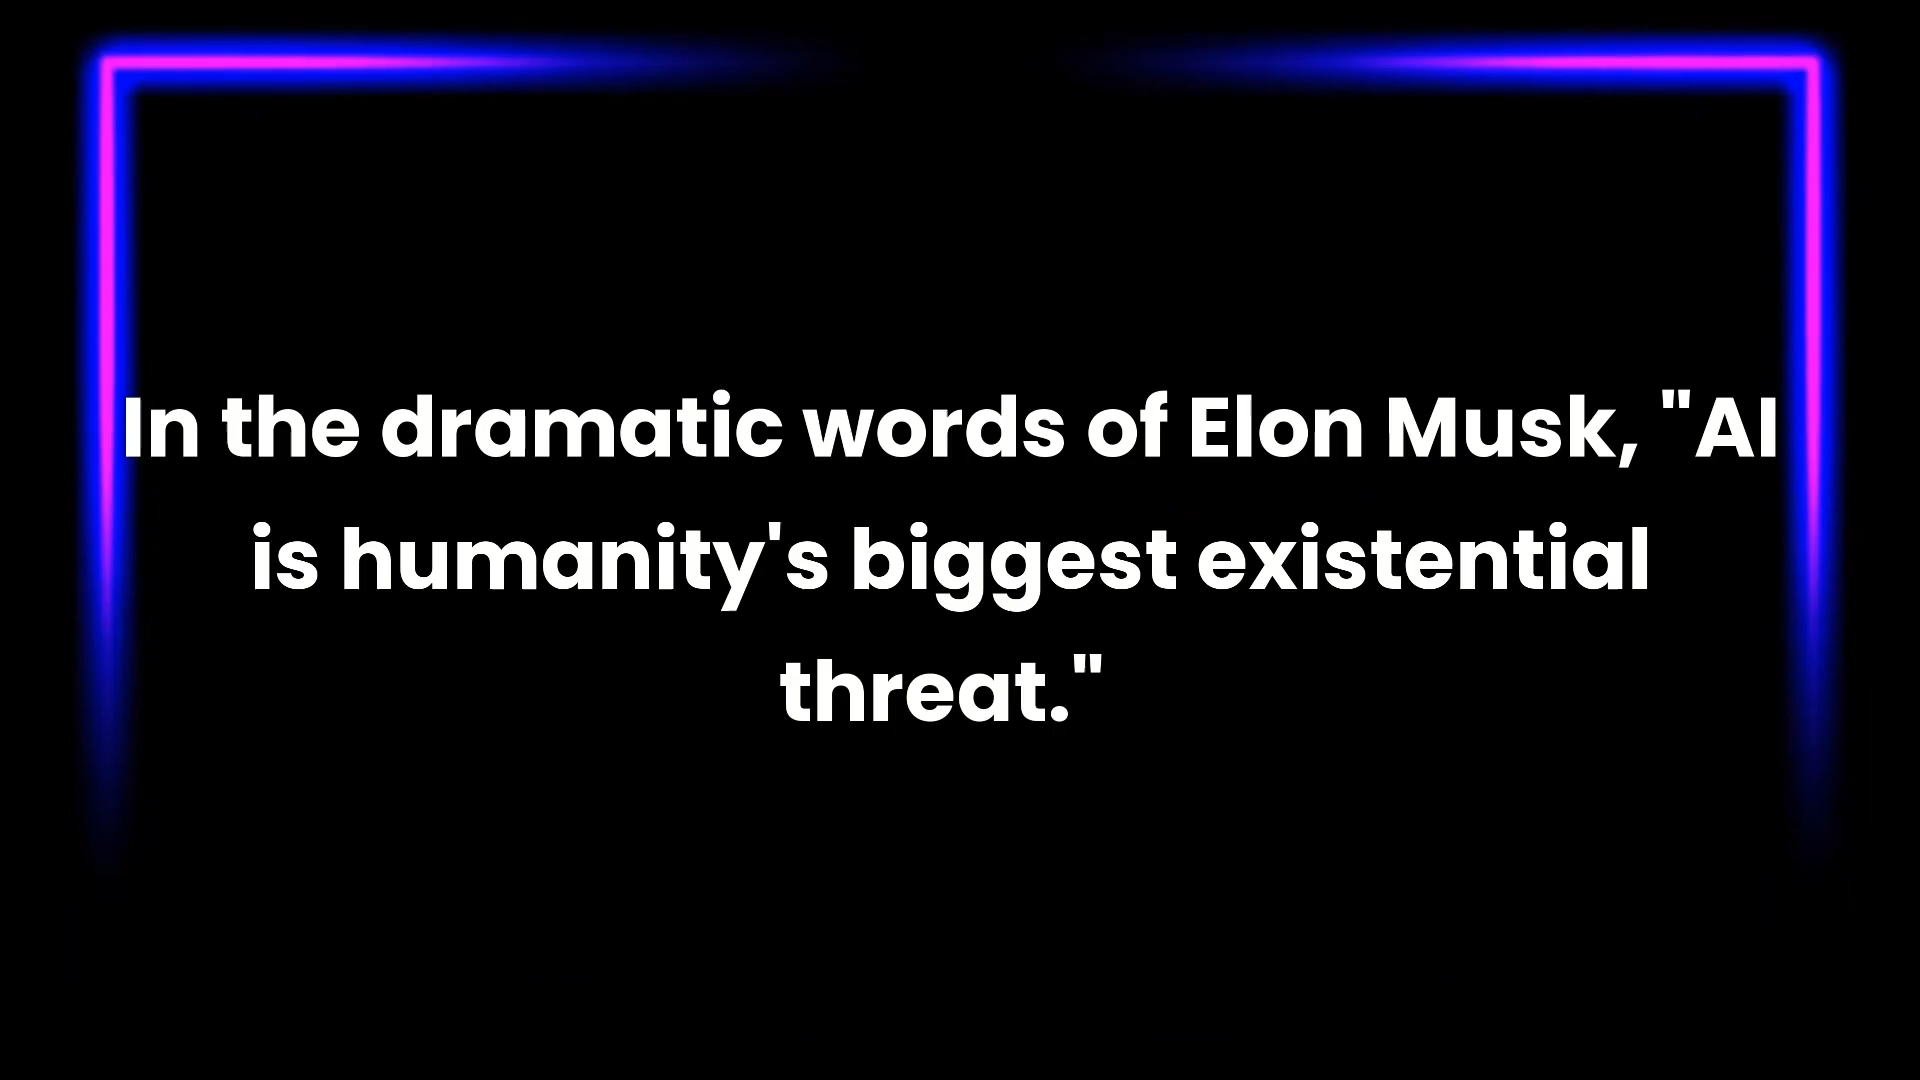 In the dramatic words of Elon Musk, "AI
is humanity's biggest existential
threat."